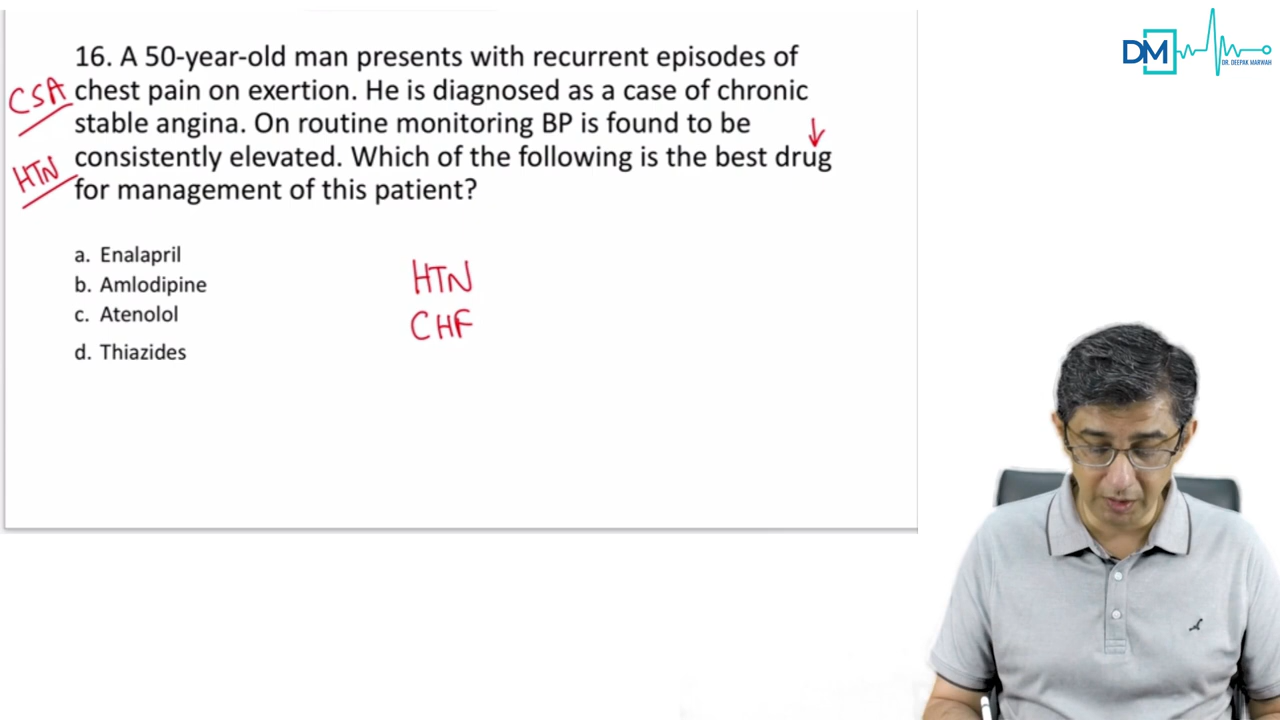 DM
DR. DEEPAK MARWAH
16. A 50-year-old man presents with recurrent episodes of
CSA chest pain on exertion. He is diagnosed as a case of chronic
stable angina. On routine monitoring BP is found to be
HTN consistently elevated. Which of the following is the best drug
for management of this patient?
a. Enalapril
b. Amlodipine
c. Atenolol
d. Thiazides
HTN
CHF